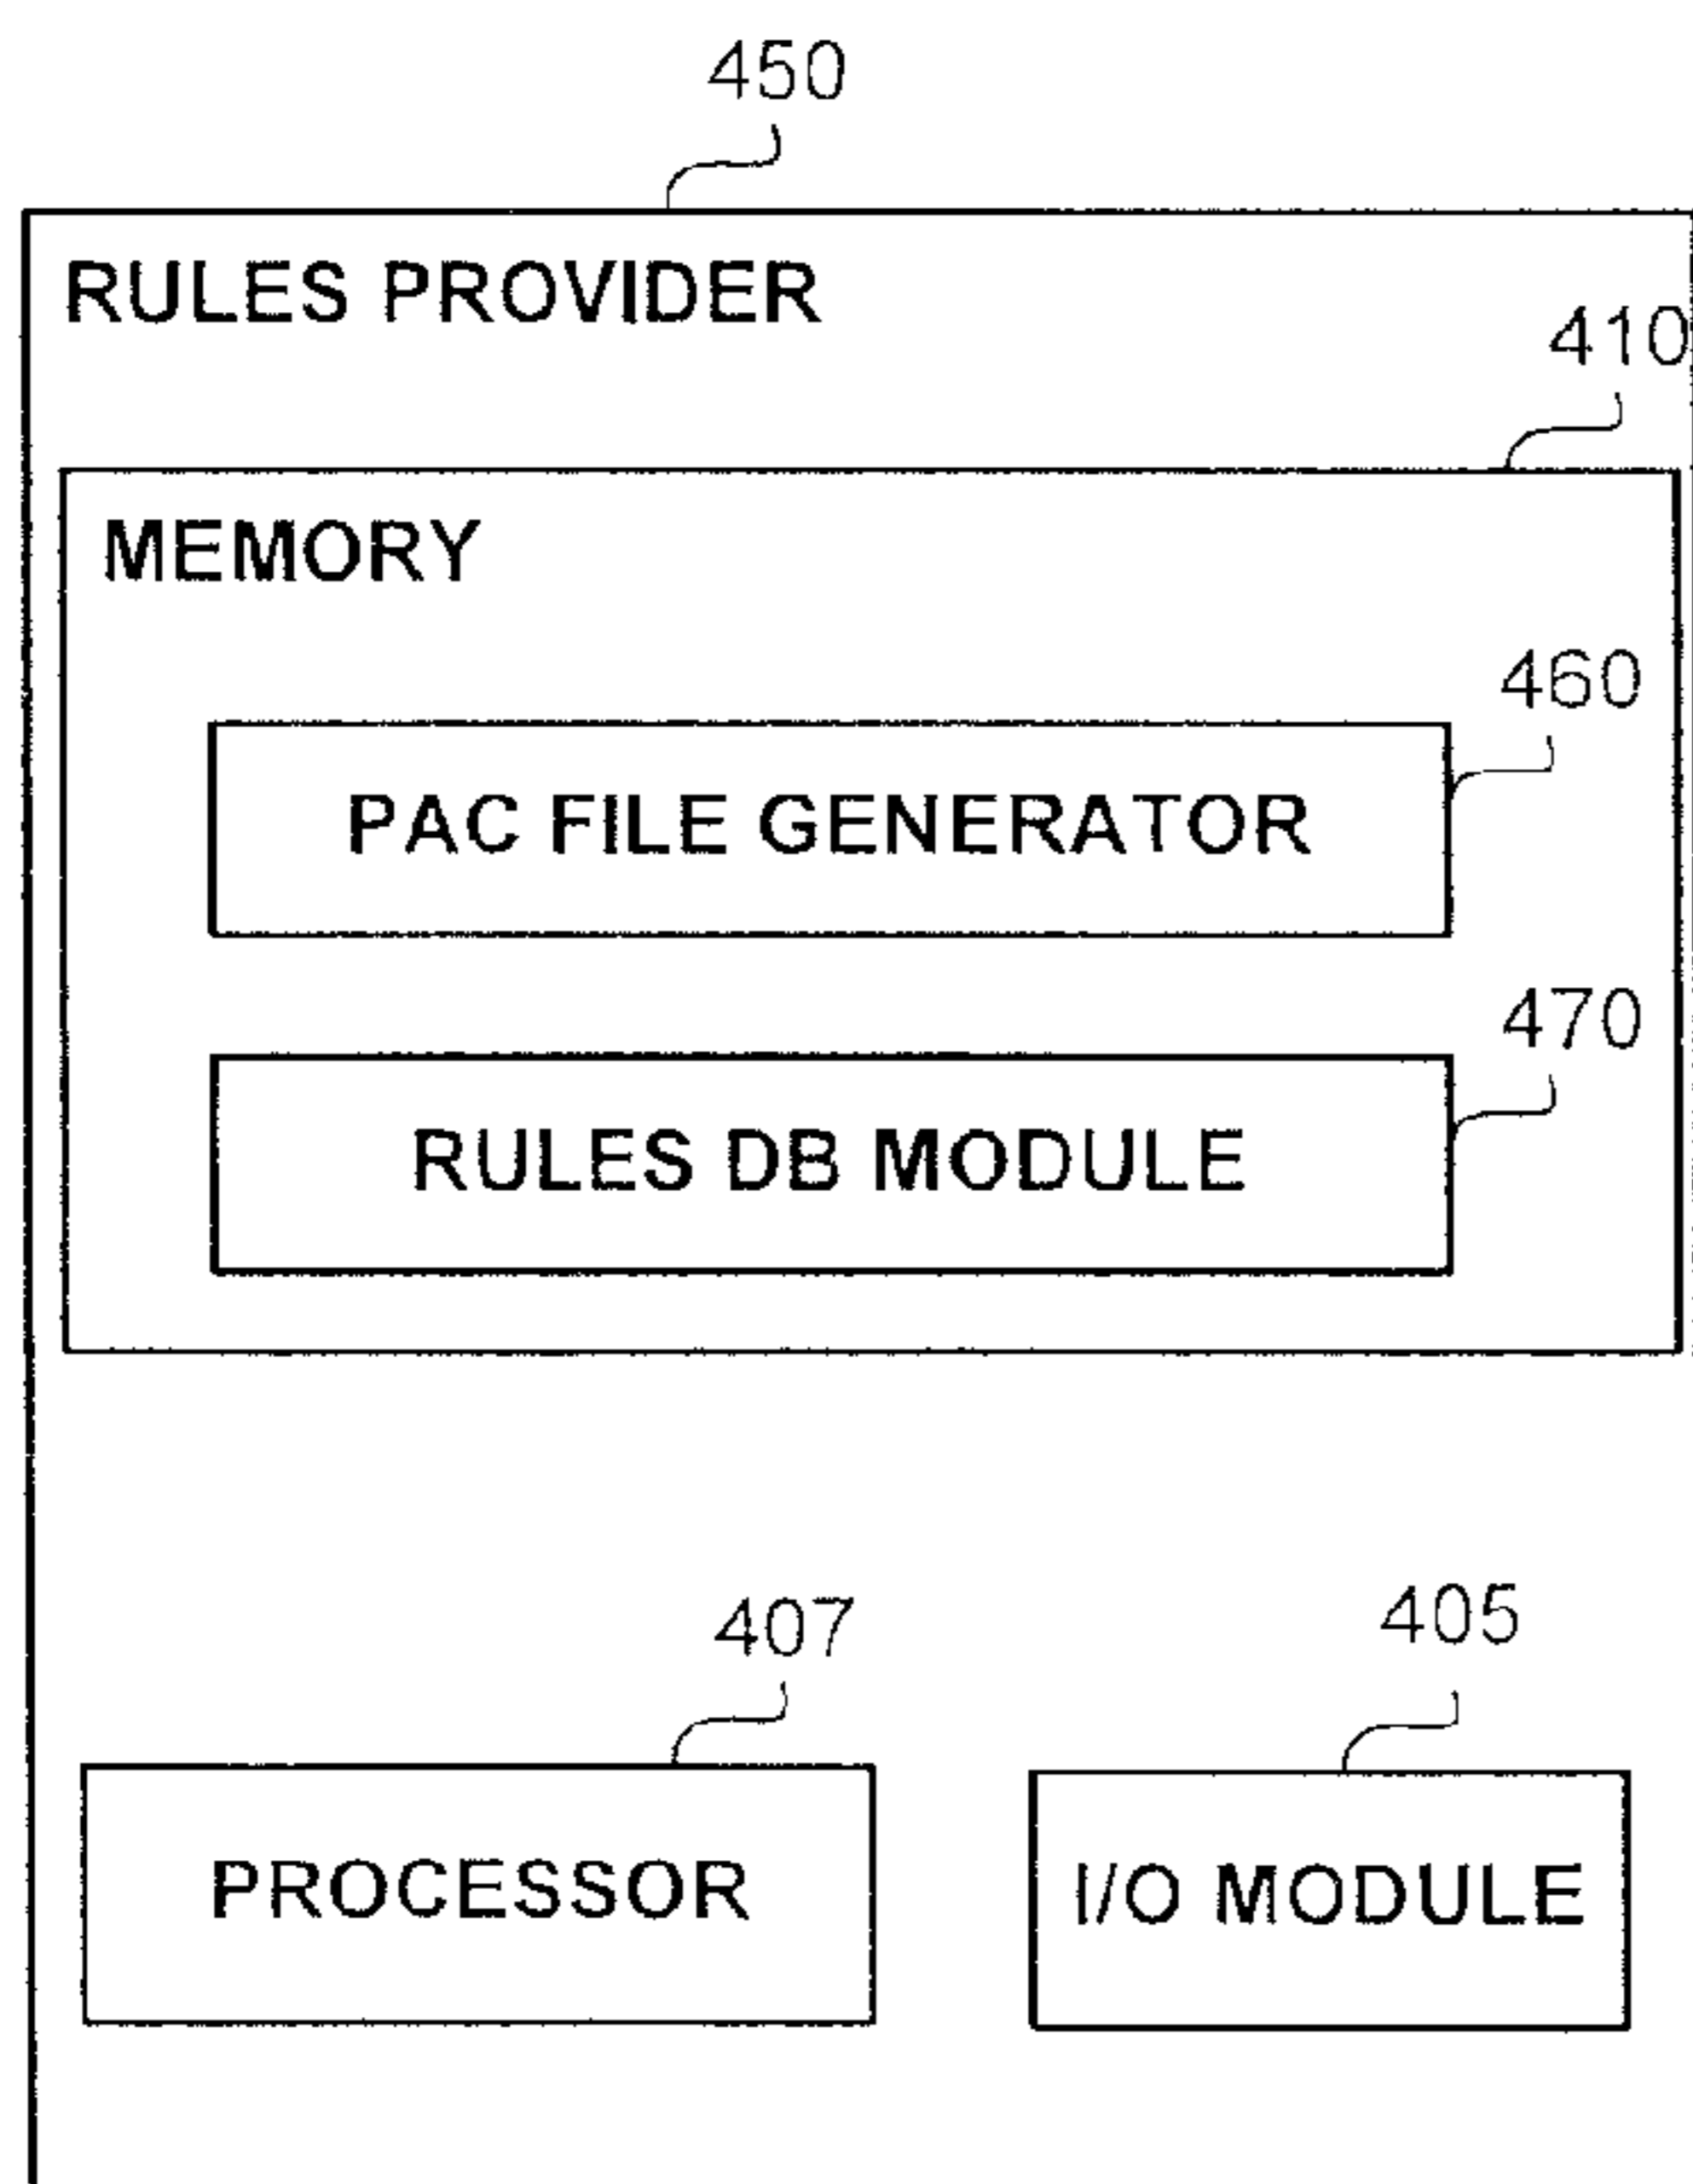 450
RULES PROVIDER
410
MEMORY
460
PAC FILE GENERATOR
470
RULES DB MODULE
407
405
PROCESSOR
I/O MODULE